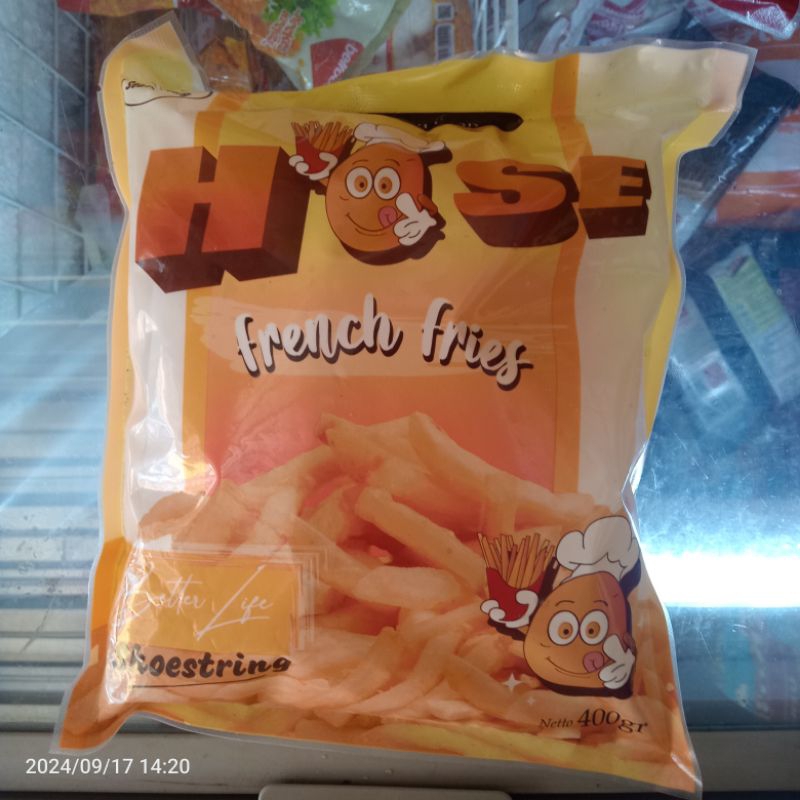 HOSE
french fries
Better Life
Shoestring
Netto 400gr
2024/09/17 14:20